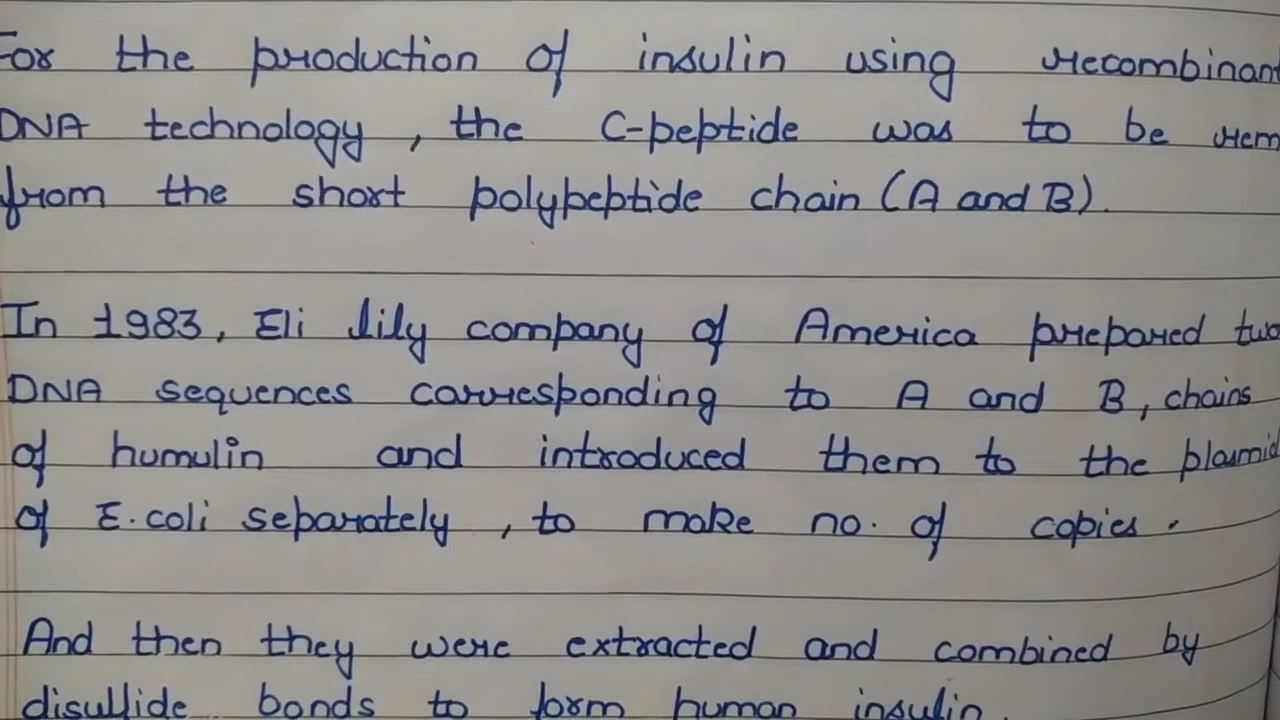 For the production of insulin using recombinant
DNA technology, the C-peptide was to be rem
from the short polypeptide chain (A and B).
In 1983, Eli lily company of America prepared two
DNA sequences corresponding to A and B, chains
of humulin and introduced them to the plasmid
of E.coli separately, to make no. of copies.
And then they were extracted and combined by
disulfide bonds to form human insulin.